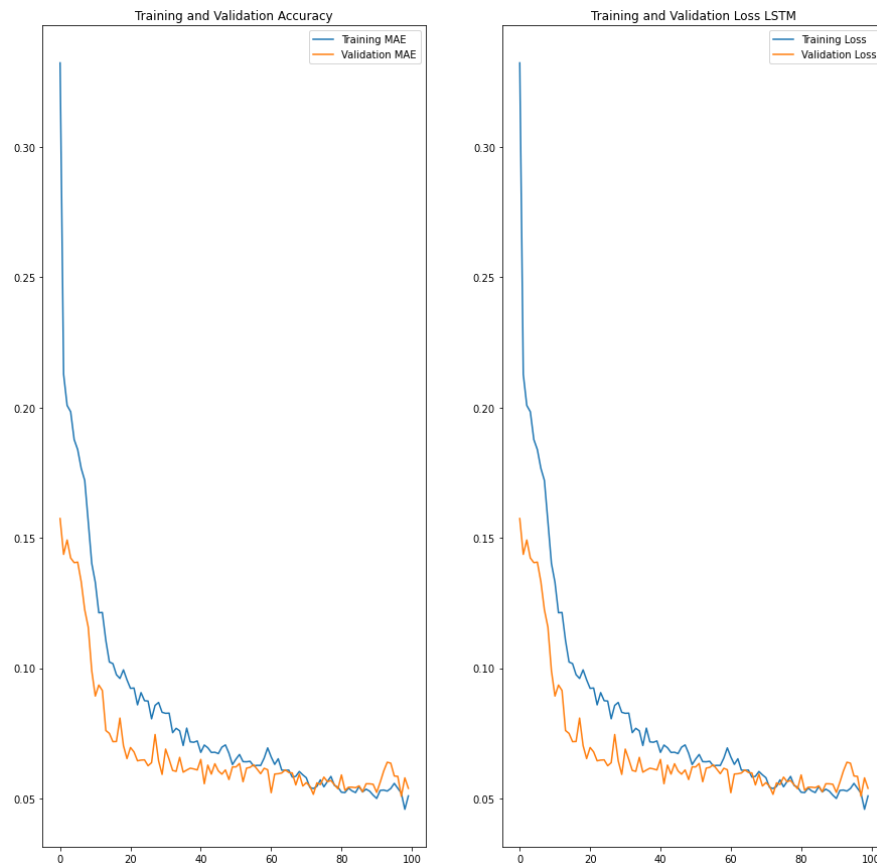 Training and Validation Accuracy
Training MAE
Validation MAE
0.30
0.25
0.20
0.15
0.10
0.05
0 20 40 60 80 100
Training and Validation Loss LSTM
Training Loss
Validation Loss
0.30
0.25
0.20
0.15
0.10
0.05
0 20 40 60 80 100